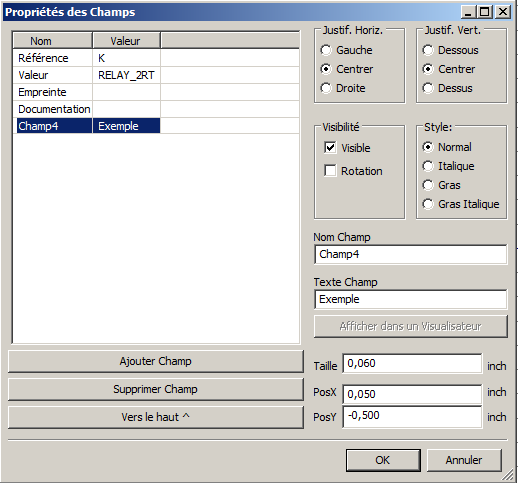 Propriétés des Champs
Nom Valeur
Référence K
Valeur RELAY_2RT
Empreinte
Documentation
Champ4 Exemple
Ajouter Champ
Supprimer Champ
Vers le haut ^
Justif. Horiz.
Gauche
Centrer
Droite
Justif. Vert.
Dessous
Centrer
Dessus
Visibilité
Visible
Rotation
Style:
Normal
Italique
Gras
Gras Italique
Nom Champ
Champ4
Texte Champ
Exemple
Afficher dans un Visualisateur
Taille 0,060 inch
PosX 0,050 inch
PosY -0,500 inch
OK Annuler